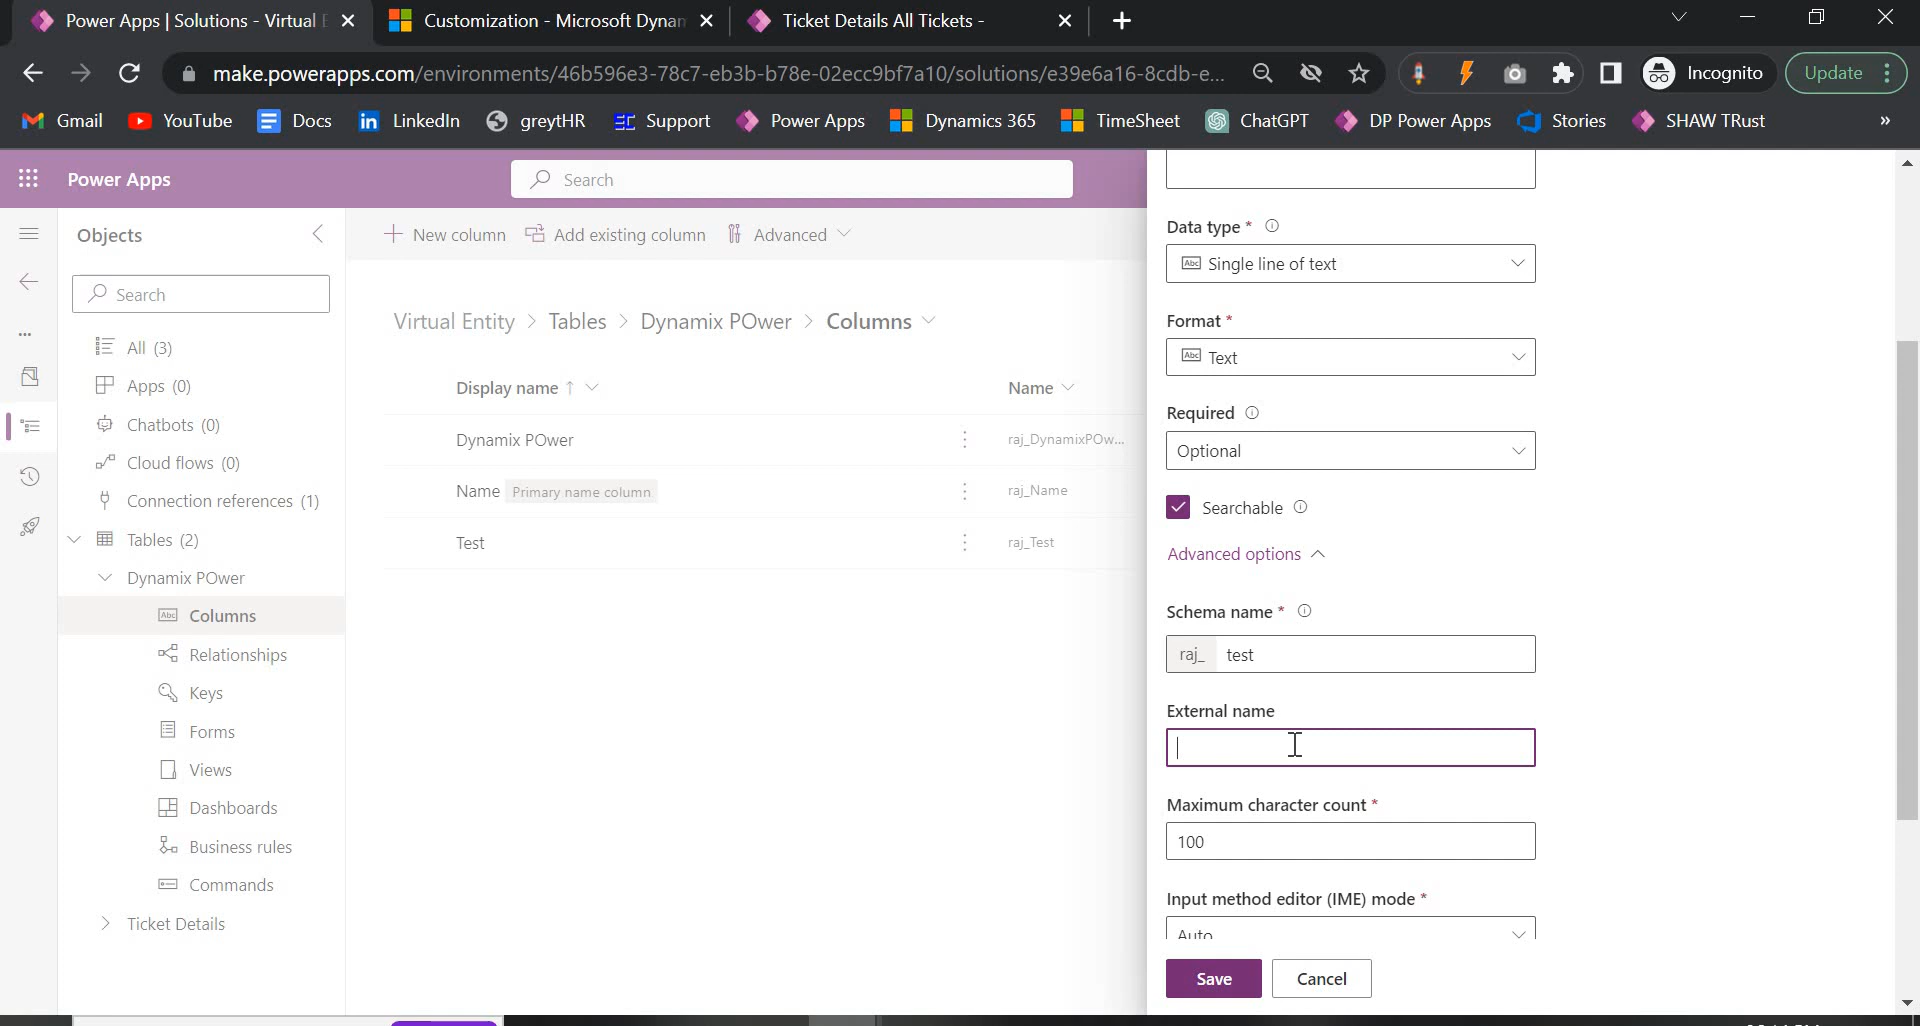 Power Apps | Solutions - Virtual E
Customization - Microsoft Dynam
Ticket Details All Tickets -
make.powerapps.com/environments/46b596e3-78c7-eb3b-b78e-02ecc9bf7a10/solutions/e39e6a16-8cdb-e...
Incognito
Update
Gmail
YouTube
Docs
LinkedIn
greytHR
Support
Power Apps
Dynamics 365
TimeSheet
ChatGPT
DP Power Apps
Stories
SHAW TRust
»
Power Apps
Search
Objects
Search
All (3)
Apps (0)
Chatbots (0)
Cloud flows (0)
Connection references (1)
Tables (2)
Dynamix POwer
Columns
Relationships
Keys
Forms
Views
Dashboards
Business rules
Commands
Ticket Details
New column
Add existing column
Advanced
Virtual Entity > Tables > Dynamix POwer > Columns
Display name ↑
Name
Dynamix POwer
raj_DynamixPOw...
Name Primary name column
raj_Name
Test
raj_Test
Data type *
Abc Single line of text
Format *
Abc Text
Required
Optional
Searchable
Advanced options
Schema name *
raj_ test
External name
Maximum character count *
100
Input method editor (IME) mode *
Auto
Save
Cancel